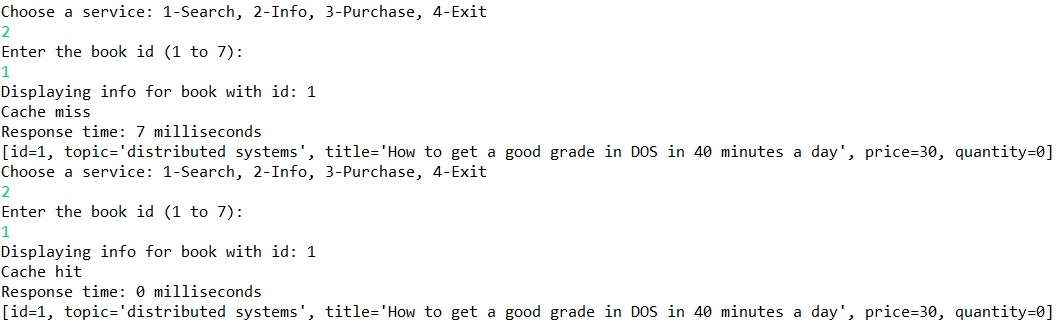 Choose a service: 1-Search, 2-Info, 3-Purchase, 4-Exit
2
Enter the book id (1 to 7):
1
Displaying info for book with id: 1
Cache miss
Response time: 7 milliseconds
[id=1, topic='distributed systems', title='How to get a good grade in DOS in 40 minutes a day', price=30, quantity=0]
Choose a service: 1-Search, 2-Info, 3-Purchase, 4-Exit
2
Enter the book id (1 to 7):
1
Displaying info for book with id: 1
Cache hit
Response time: 0 milliseconds
[id=1, topic='distributed systems', title='How to get a good grade in DOS in 40 minutes a day', price=30, quantity=0]